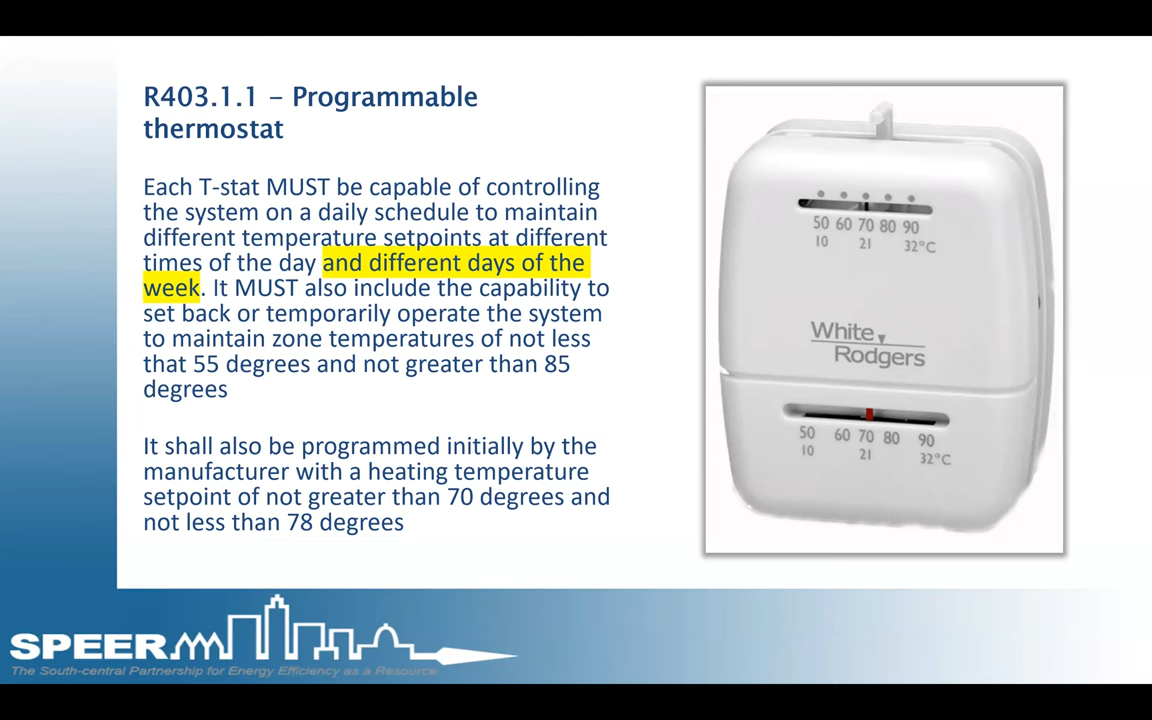 R403.1.1 – Programmable
thermostat
Each T-stat MUST be capable of controlling
the system on a daily schedule to maintain
different temperature setpoints at different
times of the day and different days of the
week. It MUST also include the capability to
set back or temporarily operate the system
to maintain zone temperatures of not less
that 55 degrees and not greater than 85
degrees
It shall also be programmed initially by the
manufacturer with a heating temperature
setpoint of not greater than 70 degrees and
not less than 78 degrees
50 60 70 80 90
10 21 32°C
White
Rodgers
50 60 70 80 90
10 21 32°C
SPEER
The South-central Partnership for Energy Efficiency as a Resource